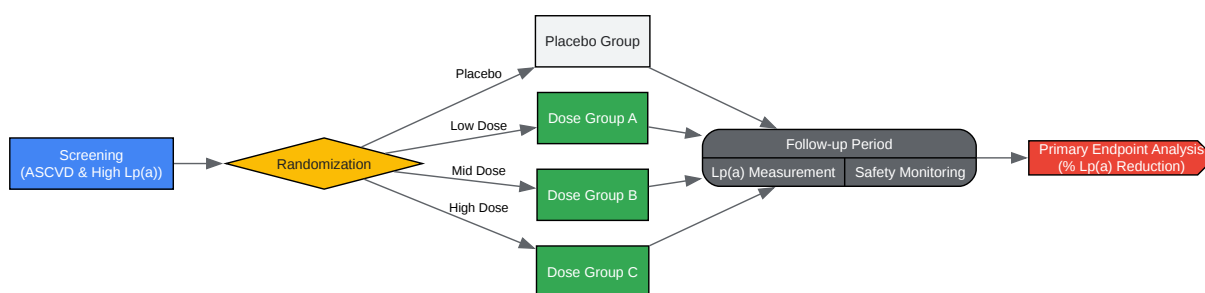 Screening
(ASCVD & High Lp(a))
Randomization
Placebo
Low Dose
Mid Dose
High Dose
Placebo Group
Dose Group A
Dose Group B
Dose Group C
Follow-up Period
Lp(a) Measurement
Safety Monitoring
Primary Endpoint Analysis
(% Lp(a) Reduction)